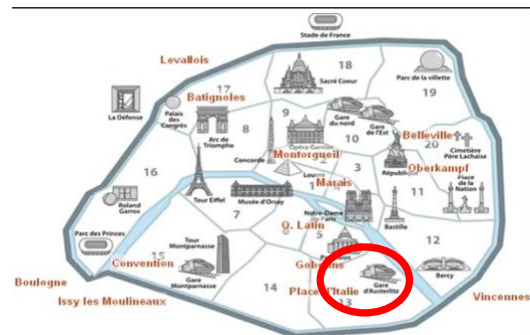 Stade de France
Levallois
18
Sacré Coeur
Parc de la villette
17
19
La Défense
Palais
des
Congrès
Batignoles
Arc de
Triomphe
8
9
Opéra Garnier
Gare
du nord
Gare
de l'Est
10
Belleville
20
Cimetière
Père Lachaise
Concorde
Montorgueil
2
République
Oberkampf
16
Louvre
1
3
Marais
4
11
Place
de la
Nation
Roland
Garros
Tour Eiffel
Musée d'Orsay
7
Notre-Dame
de Paris
Bastille
Q. Latin
6
5
12
Parc des Princes
Tour
Montparnasse
Convention
15
Gare
Montparnasse
Gobelins
Gare
d'Austerlitz
Bercy
Boulogne
Issy les Moulineaux
14
Place d'Italie
13
Vincennes